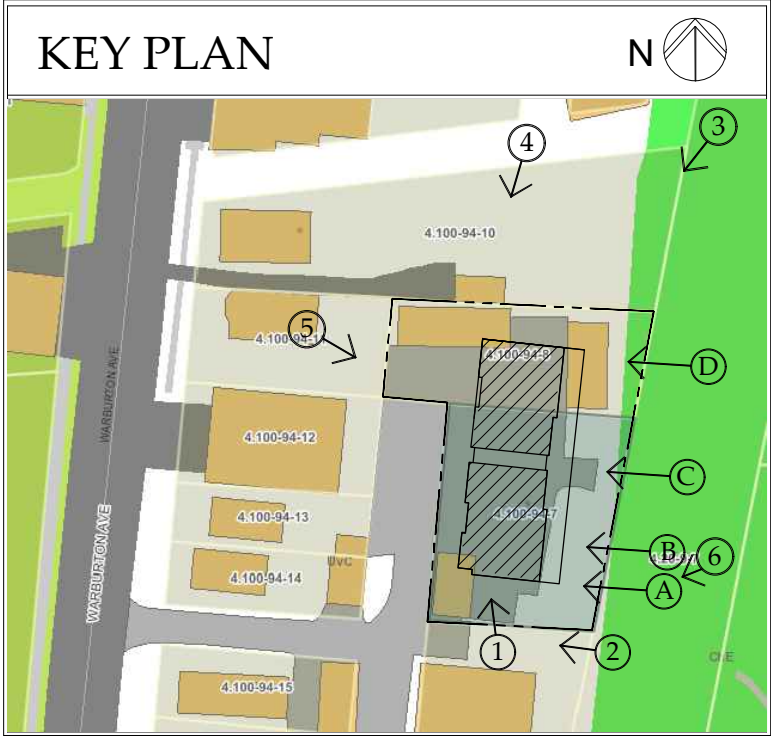 KEY PLAN
N
3
4
4.100-94-10
5
4.100-94-11
4.100-94-8
D
WARBURTON AVE
4.100-94-12
C
4.100-94-13
4.100-94-7
B
6
UVC
4.100-94-14
A
WARBURTON AVE
1
2
4.100-94-15